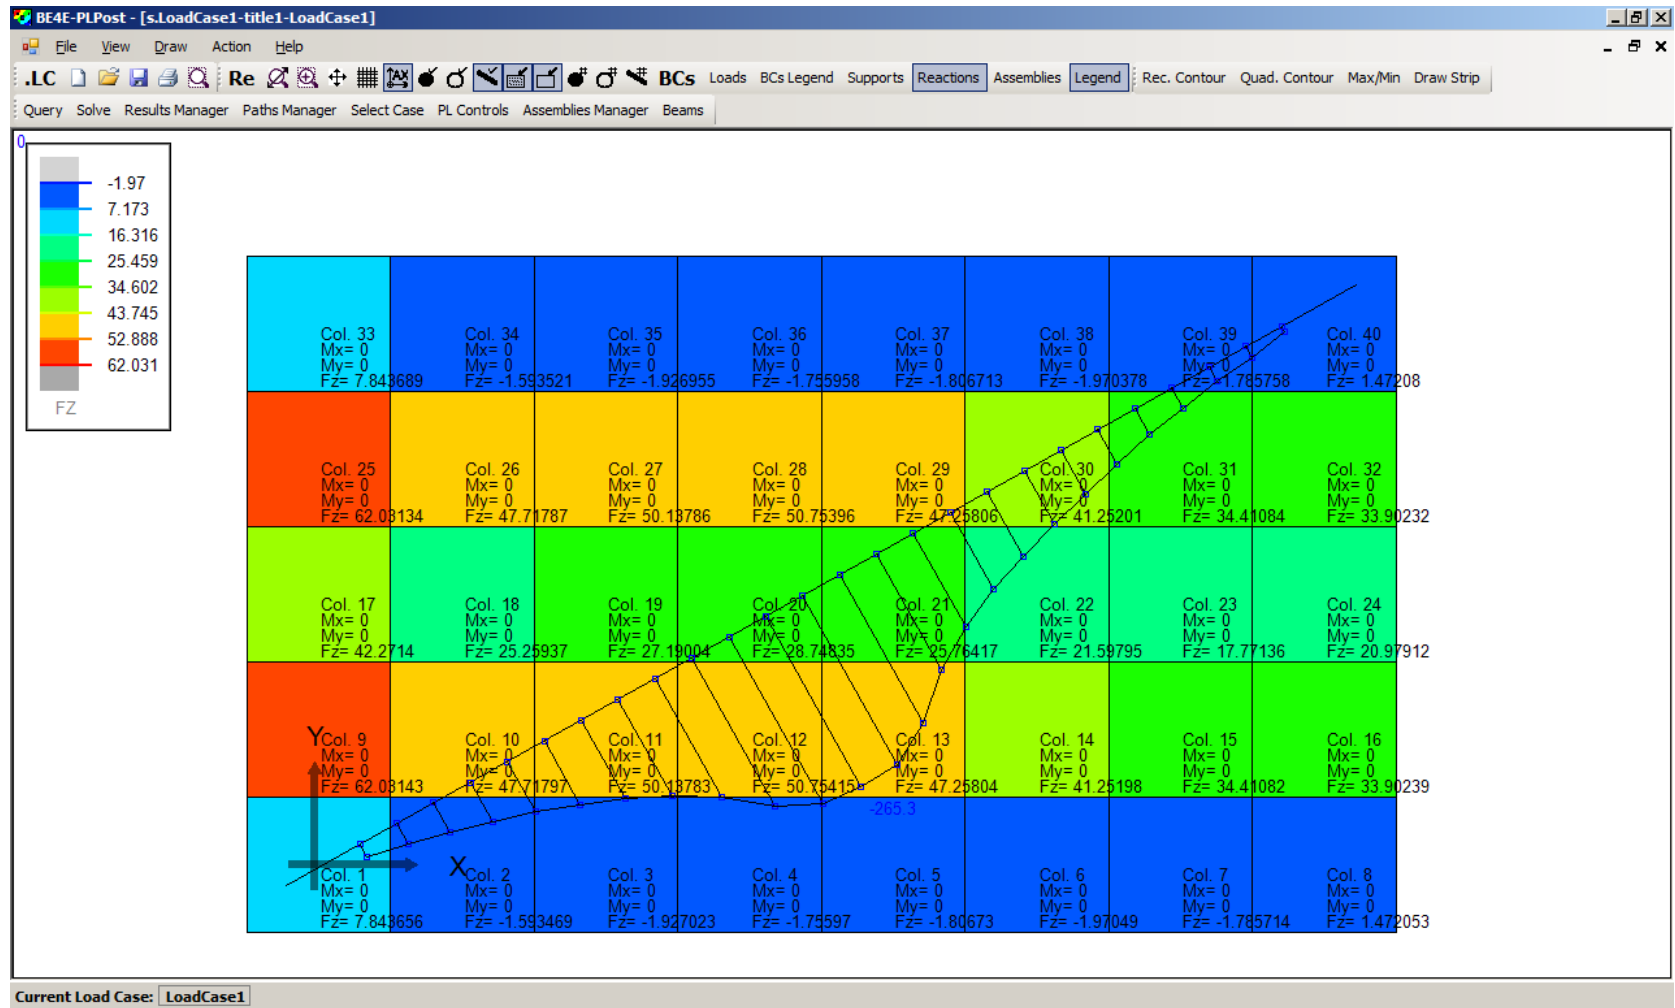 BE4E-PLPost - [s.LoadCase1-title1-LoadCase1]
File View Draw Action Help
.LC Re BCs Loads BCs Legend Supports Reactions Assemblies Legend Rec. Contour Quad. Contour Max/Min Draw Strip
Query Solve Results Manager Paths Manager Select Case PL Controls Assemblies Manager Beams
0
-1.97
7.173
16.316
25.459
34.602
43.745
52.888
62.031
FZ
Col. 33 Col. 34 Col. 35 Col. 36 Col. 37 Col. 38 Col. 39 Col. 40
Mx= 0 Mx= 0 Mx= 0 Mx= 0 Mx= 0 Mx= 0 Mx= 0 Mx= 0
My= 0 My= 0 My= 0 My= 0 My= 0 My= 0 My= 0 My= 0
Fz= 7.843689 Fz= -1.593521 Fz= -1.926955 Fz= -1.755958 Fz= -1.806713 Fz= -1.970378 Fz= -1.785758 Fz= 1.47208
Col. 25 Col. 26 Col. 27 Col. 28 Col. 29 Col. 30 Col. 31 Col. 32
Mx= 0 Mx= 0 Mx= 0 Mx= 0 Mx= 0 Mx= 0 Mx= 0 Mx= 0
My= 0 My= 0 My= 0 My= 0 My= 0 My= 0 My= 0 My= 0
Fz= 62.03134 Fz= 47.71787 Fz= 50.13786 Fz= 50.75396 Fz= 47.25806 Fz= 41.25201 Fz= 34.41084 Fz= 33.90232
Col. 17 Col. 18 Col. 19 Col. 20 Col. 21 Col. 22 Col. 23 Col. 24
Mx= 0 Mx= 0 Mx= 0 Mx= 0 Mx= 0 Mx= 0 Mx= 0 Mx= 0
My= 0 My= 0 My= 0 My= 0 My= 0 My= 0 My= 0 My= 0
Fz= 42.2714 Fz= 25.25937 Fz= 27.19004 Fz= 28.74835 Fz= 25.76417 Fz= 21.59795 Fz= 17.77136 Fz= 20.97912
Y
Col. 9 Col. 10 Col. 11 Col. 12 Col. 13 Col. 14 Col. 15 Col. 16
Mx= 0 Mx= 0 Mx= 0 Mx= 0 Mx= 0 Mx= 0 Mx= 0 Mx= 0
My= 0 My= 0 My= 0 My= 0 My= 0 My= 0 My= 0 My= 0
Fz= 62.03143 Fz= 47.71797 Fz= 50.13783 Fz= 50.75415 Fz= 47.25804 Fz= 41.25198 Fz= 34.41082 Fz= 33.90239
-265.3
X
Col. 1 Col. 2 Col. 3 Col. 4 Col. 5 Col. 6 Col. 7 Col. 8
Mx= 0 Mx= 0 Mx= 0 Mx= 0 Mx= 0 Mx= 0 Mx= 0 Mx= 0
My= 0 My= 0 My= 0 My= 0 My= 0 My= 0 My= 0 My= 0
Fz= 7.843656 Fz= -1.593469 Fz= -1.927023 Fz= -1.75597 Fz= -1.80673 Fz= -1.97049 Fz= -1.785714 Fz= 1.472053
Current Load Case: LoadCase1